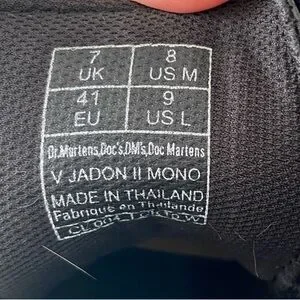 7 8
UK US M
41 9
EU US L
Dr.Martens,Doc's,DM's,Doc Martens
V JADON II MONO
MADE IN THAILAND
Fabriqué en Thaïlande